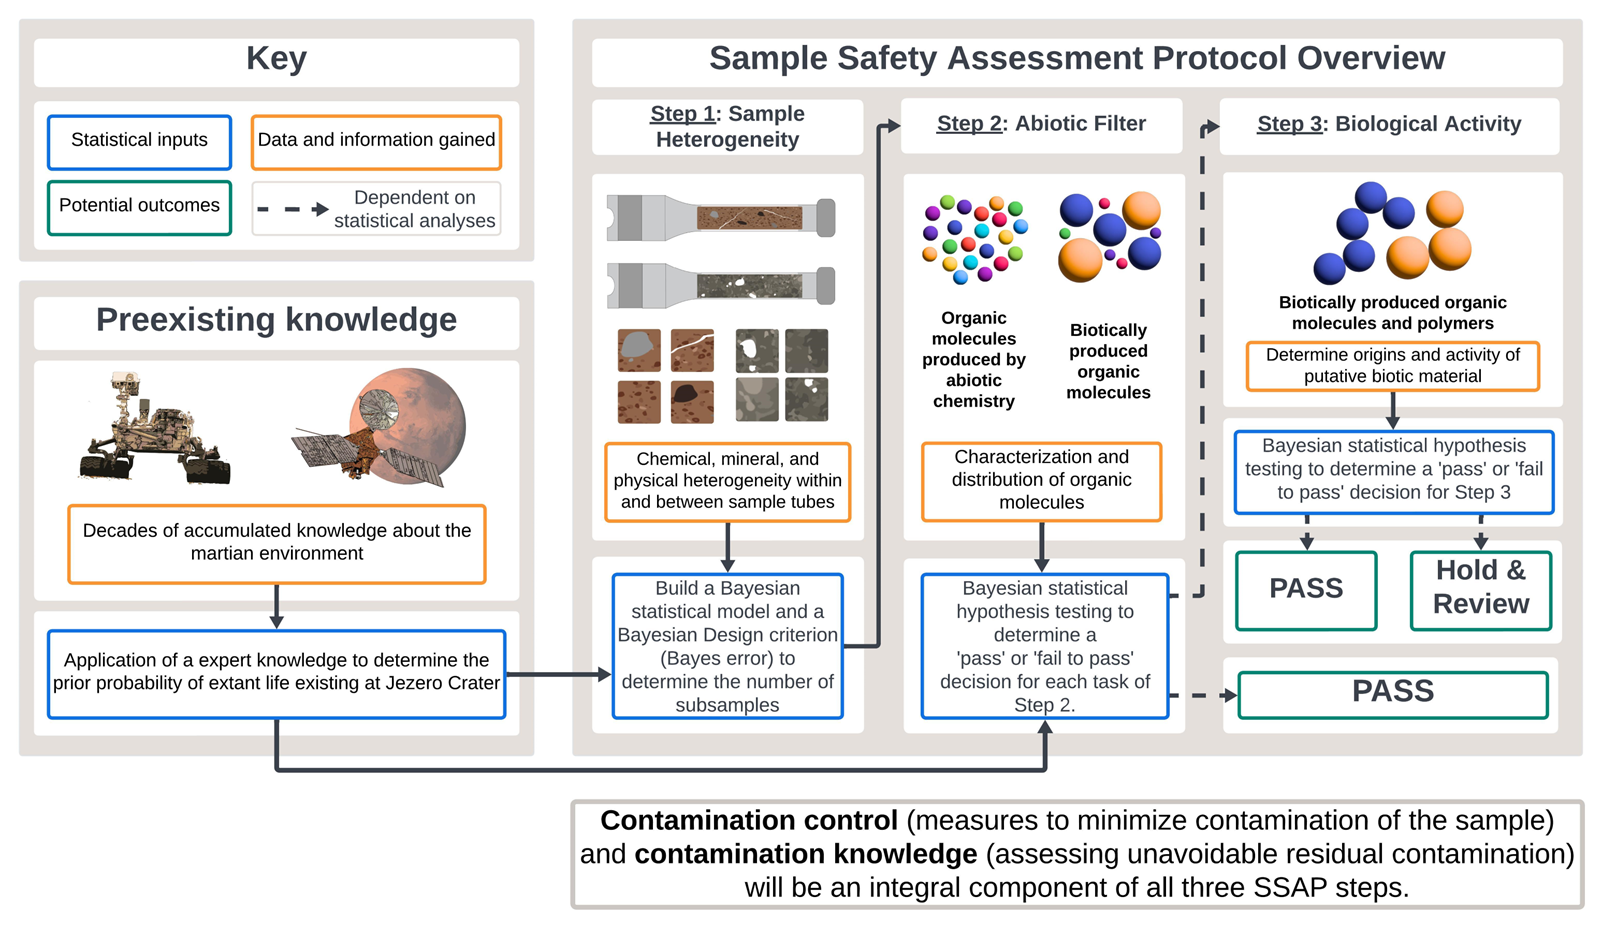 Key
Statistical inputs
Data and information gained
Potential outcomes
Dependent on
statistical analyses
Preexisting knowledge
Decades of accumulated knowledge about the
martian environment
Application of a expert knowledge to determine the
prior probability of extant life existing at Jezero Crater
Sample Safety Assessment Protocol Overview
Step 1: Sample
Heterogeneity
Chemical, mineral, and
physical heterogeneity within
and between sample tubes
Build a Bayesian
statistical model and a
Bayesian Design criterion
(Bayes error) to
determine the number of
subsamples
Step 2: Abiotic Filter
Organic
molecules
produced by
abiotic
chemistry
Biotically
produced
organic
molecules
Characterization and
distribution of organic
molecules
Bayesian statistical
hypothesis testing to
determine a
'pass' or 'fail to pass'
decision for each task of
Step 2.
Step 3: Biological Activity
Biotically produced organic
molecules and polymers
Determine origins and activity of
putative biotic material
Bayesian statistical hypothesis
testing to determine a 'pass' or 'fail
to pass' decision for Step 3
PASS
Hold &
Review
PASS
Contamination control (measures to minimize contamination of the sample)
and contamination knowledge (assessing unavoidable residual contamination)
will be an integral component of all three SSAP steps.